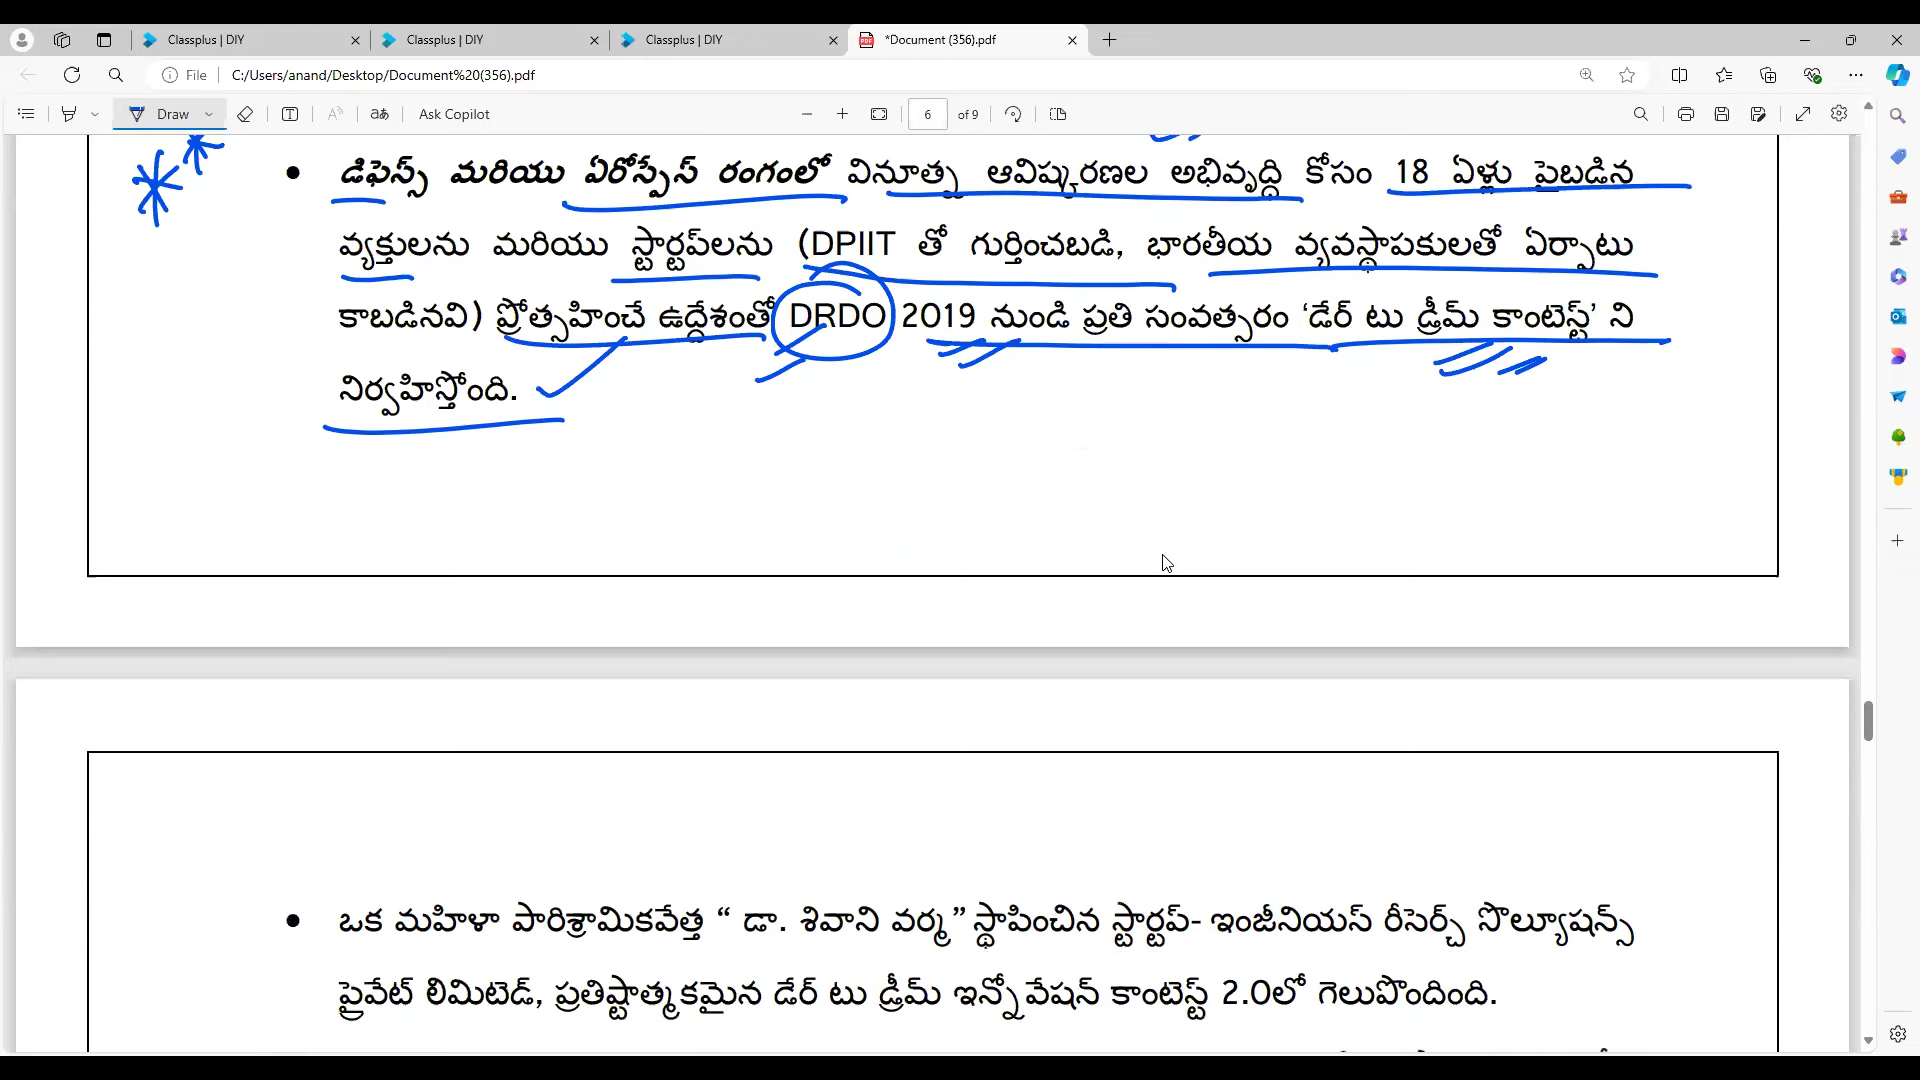 Classplus | DIY
Classplus | DIY
Classplus | DIY
*Document (356).pdf
File
C:/Users/anand/Desktop/Document%20(356).pdf
Draw
Ask Copilot
6
of 9
డిఫెన్స్ మరియు ఏరోస్పేస్ రంగంలో వినూత్న ఆవిష్కరణల అభివృద్ధి కోసం 18 ఏళ్లు పైబడిన
వ్యక్తులను మరియు స్టార్టప్‌లను (DPIIT తో గుర్తించబడి, భారతీయ వ్యవస్థాపకులతో ఏర్పాటు
కాబడినవి) ప్రోత్సహించే ఉద్దేశంతో DRDO 2019 నుండి ప్రతి సంవత్సరం ‘డేర్ టు డ్రీమ్ కాంటెస్ట్’ ని
నిర్వహిస్తోంది.
ఒక మహిళా పారిశ్రామికవేత్త “ డా. శివాని వర్మ” స్థాపించిన స్టార్టప్- ఇంజీనియస్ రీసెర్చ్ సొల్యూషన్స్
ప్రైవేట్ లిమిటెడ్, ప్రతిష్టాత్మకమైన డేర్ టు డ్రీమ్ ఇన్నోవేషన్ కాంటెస్ట్ 2.0లో గెలుపొందింది.